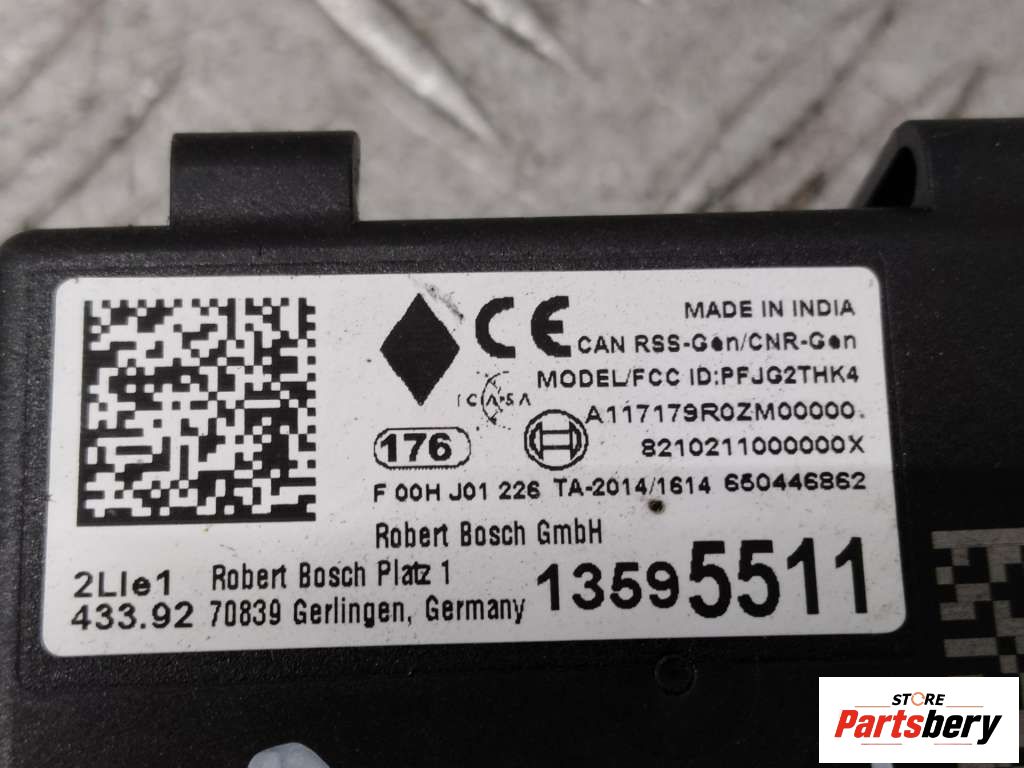 CE
MADE IN INDIA
CAN RSS-Gen/CNR-Gen
MODEL/FCC ID:PFJG2THK4
ICASA
A117179R0ZM00000.
176
8210211000000X
F 00H J01 226 TA-2014/1614 650446862
Robert Bosch GmbH
2LIe1 Robert Bosch Platz 1
433.92 70839 Gerlingen, Germany
13595511
STORE
Partsbery